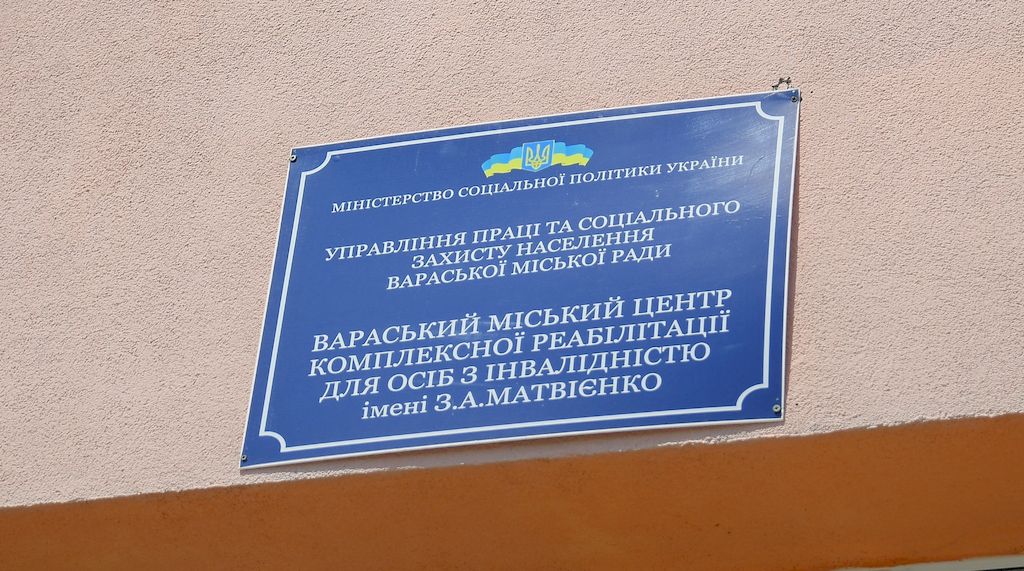 МІНІСТЕРСТВО СОЦІАЛЬНОЇ ПОЛІТИКИ УКРАЇНИ
УПРАВЛІННЯ ПРАЦІ ТА СОЦІАЛЬНОГО
ЗАХИСТУ НАСЕЛЕННЯ
ВАРАСЬКОЇ МІСЬКОЇ РАДИ
ВАРАСЬКИЙ МІСЬКИЙ ЦЕНТР
КОМПЛЕКСНОЇ РЕАБІЛІТАЦІЇ
ДЛЯ ОСІБ З ІНВАЛІДНІСТЮ
імені З.А.МАТВІЄНКО